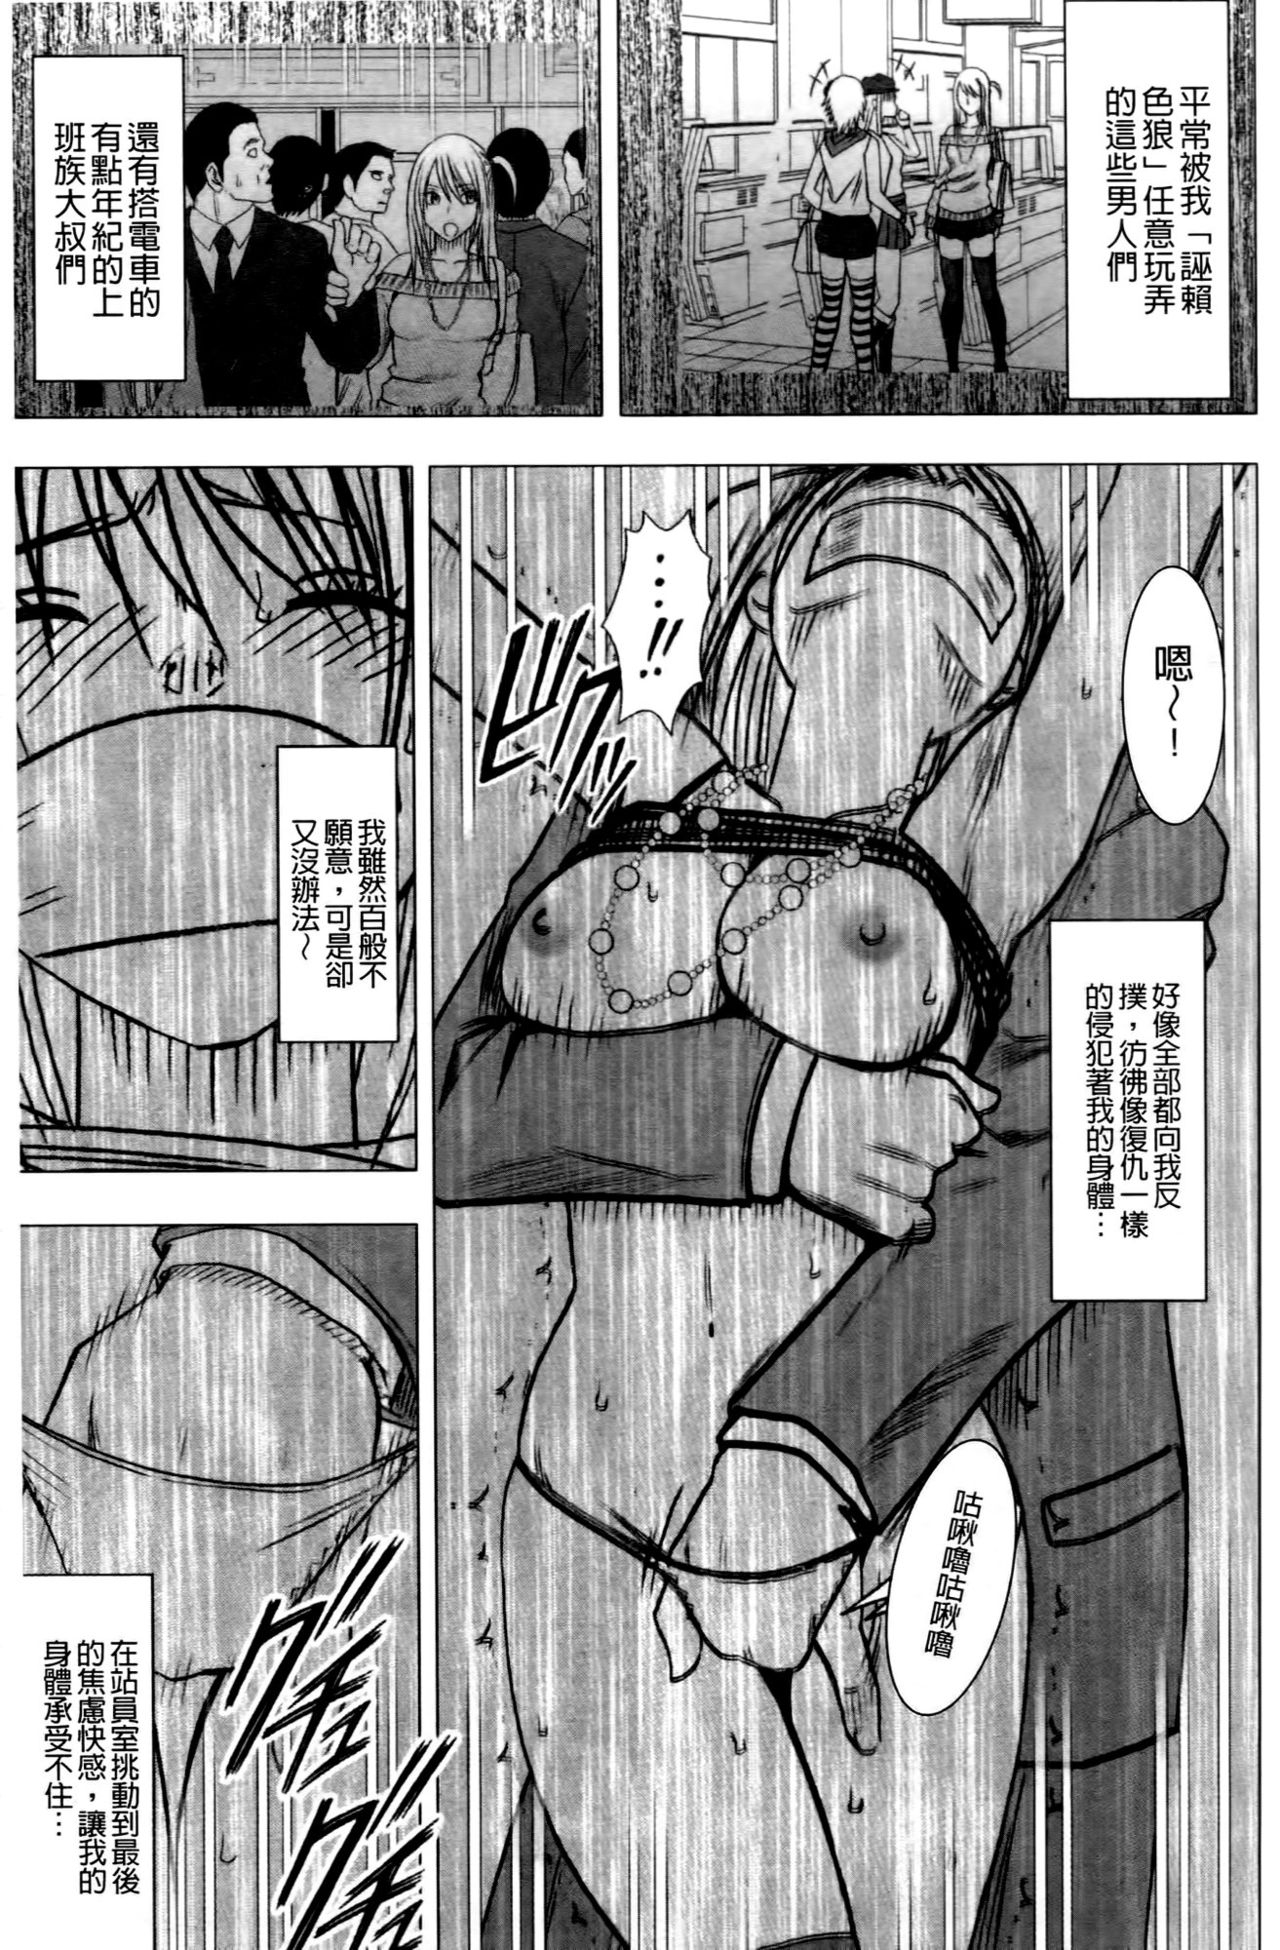 平常被我「誣賴
色狼」任意玩弄
的這些男人們
還有搭電車的
有點年紀的上
班族大叔們
嗯~!
‥‥‥!!
ビクッ
好像全部都向我反
撲,彷彿像復仇一樣
的侵犯著我的身體…
咕啾嚕咕啾嚕
我雖然百般不
願意,可是卻
又沒辦法~
グチュ
グチュ
在站員室挑動到最後
的焦慮快感,讓我的
身體承受不住…